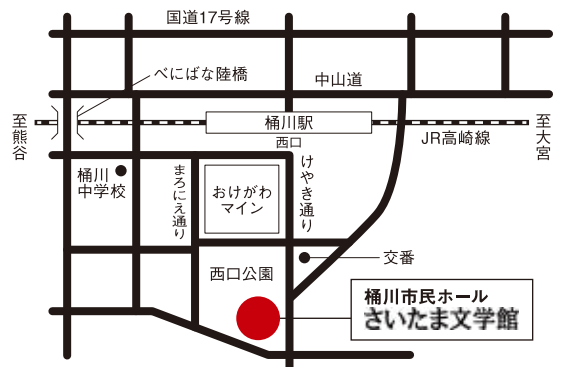 国道17号線
べにばな陸橋
中山道
至熊谷
桶川駅
西口
JR高崎線
至大宮
桶川
中学校
まろにえ通り
おけがわ
マイン
けやき通り
西口公園
交番
桶川市民ホール
さいたま文学館